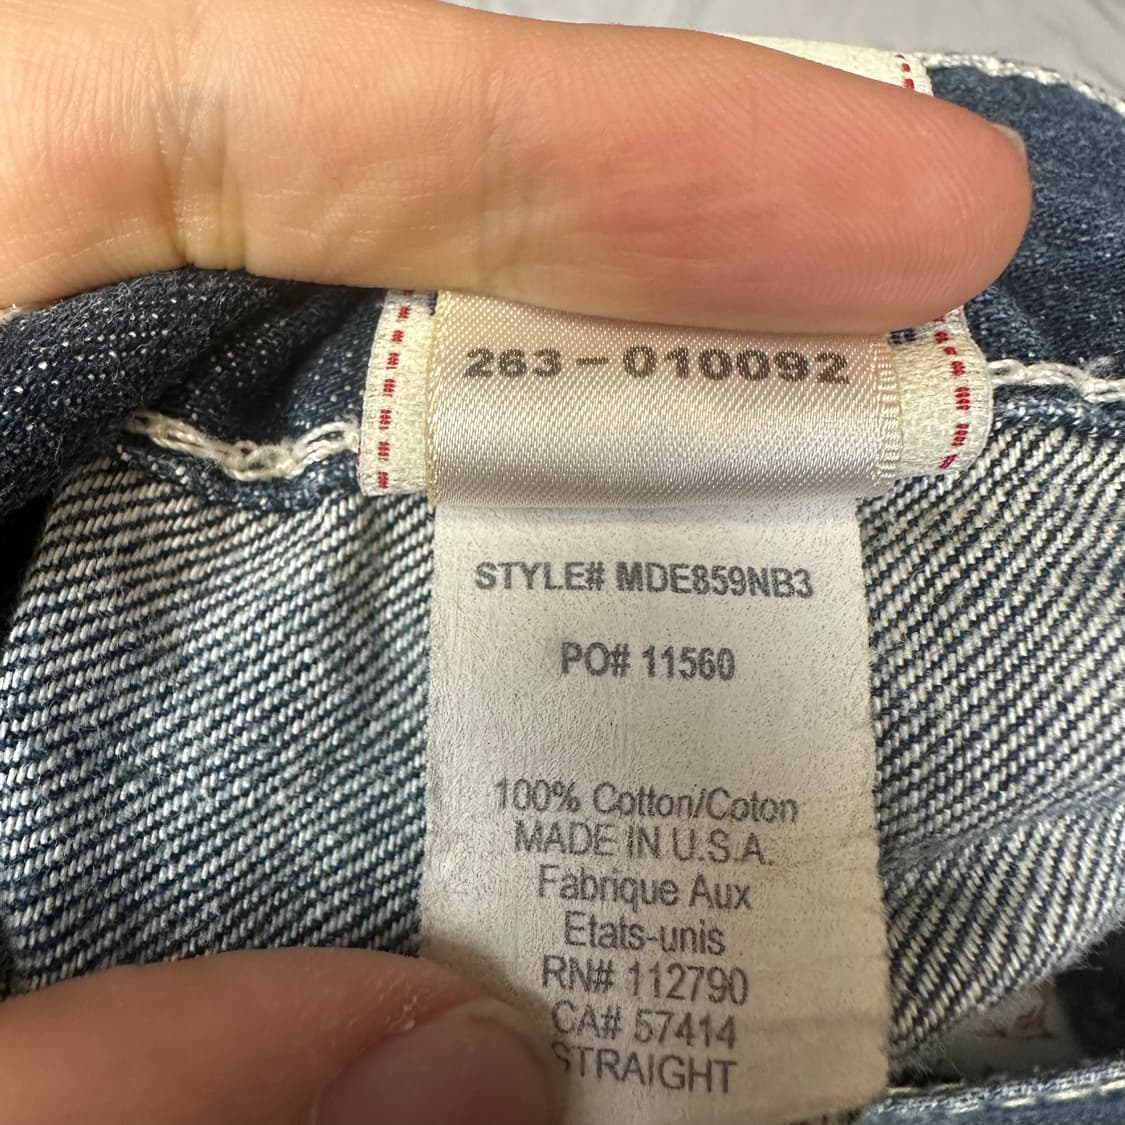 263-010092
STYLE# MDE859NB3
PO# 11560
100% Cotton/Coton
MADE IN U.S.A.
Fabrique Aux
Etats-unis
RN# 112790
CA# 57414
STRAIGHT